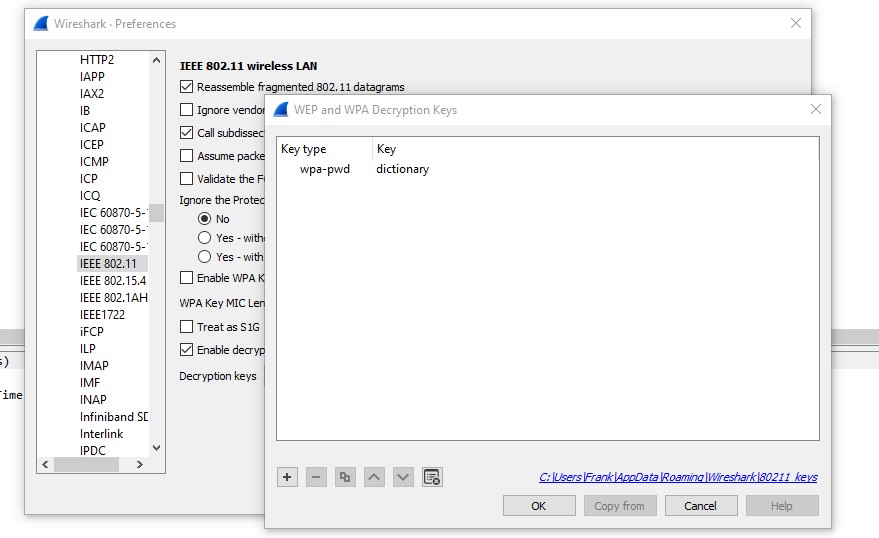 Wireshark · Preferences
HTTP2
IAPP
IAX2
IB
ICAP
ICEP
ICMP
ICP
ICQ
IEC 60870-5-
IEC 60870-5-
IEC 60870-5-
IEEE 802.11
IEEE 802.15.4
IEEE 802.1AH
IEEE1722
iFCP
ILP
IMAP
IMF
INAP
Infiniband SD
Interlink
IPDC
IEEE 802.11 wireless LAN
Reassemble fragmented 802.11 datagrams
Ignore vendor
Call subdissect
Assume packe
Validate the F
Ignore the Protec
No
Yes - with
Yes - with
Enable WPA K
WPA Key MIC Len
Treat as S1G
Enable decryp
Decryption keys
WEP and WPA Decryption Keys
Key type Key
wpa-pwd dictionary
C:\Users\Frank\AppData\Roaming\Wireshark\80211_keys
OK Copy from Cancel Help
s)
Time